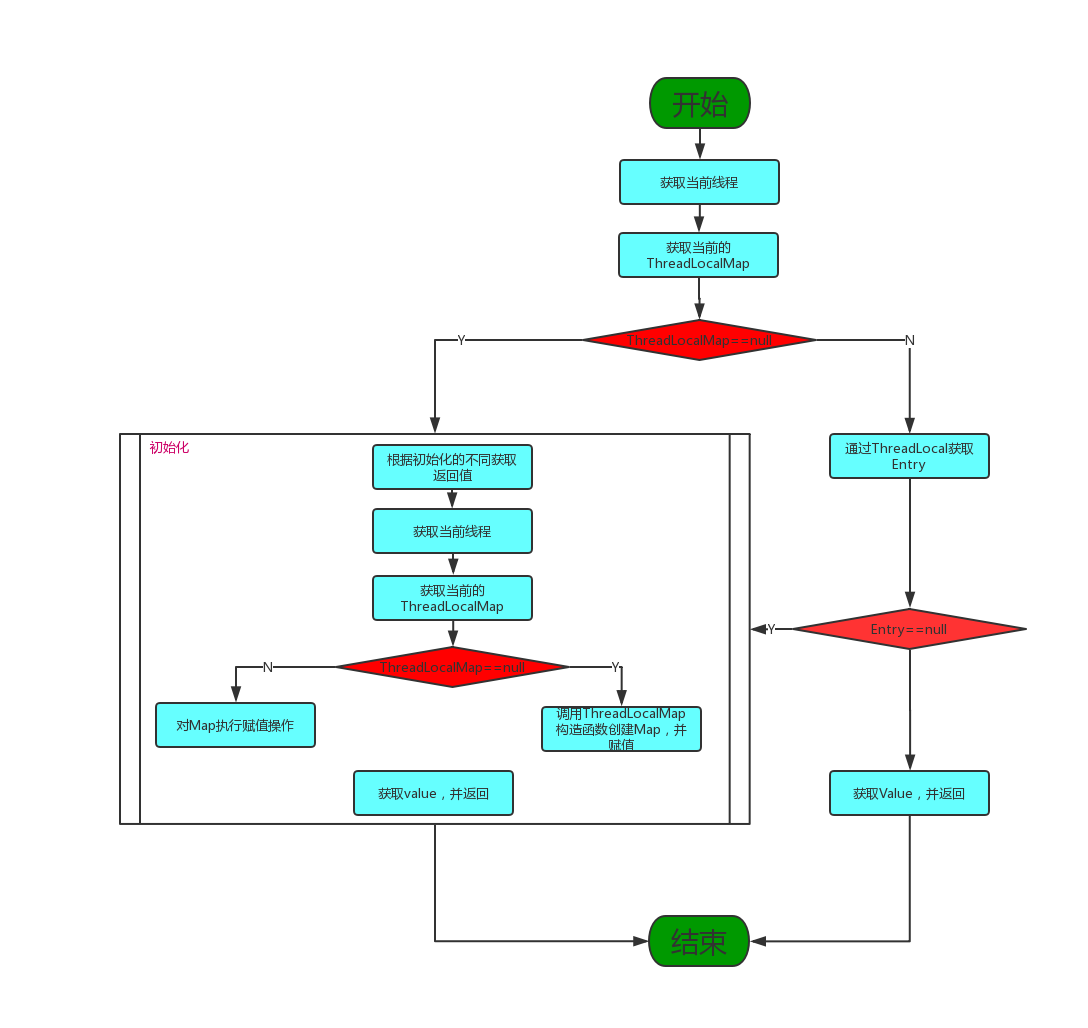 开始
获取当前线程
获取当前的
ThreadLocalMap
ThreadLocalMap==null
Y
N
初始化
根据初始化的不同获取
返回值
获取当前线程
获取当前的
ThreadLocalMap
ThreadLocalMap==null
N
Y
对Map执行赋值操作
调用ThreadLocalMap
构造函数创建Map，并
赋值
获取value，并返回
通过ThreadLocal获取
Entry
Entry==null
Y
获取Value，并返回
结束